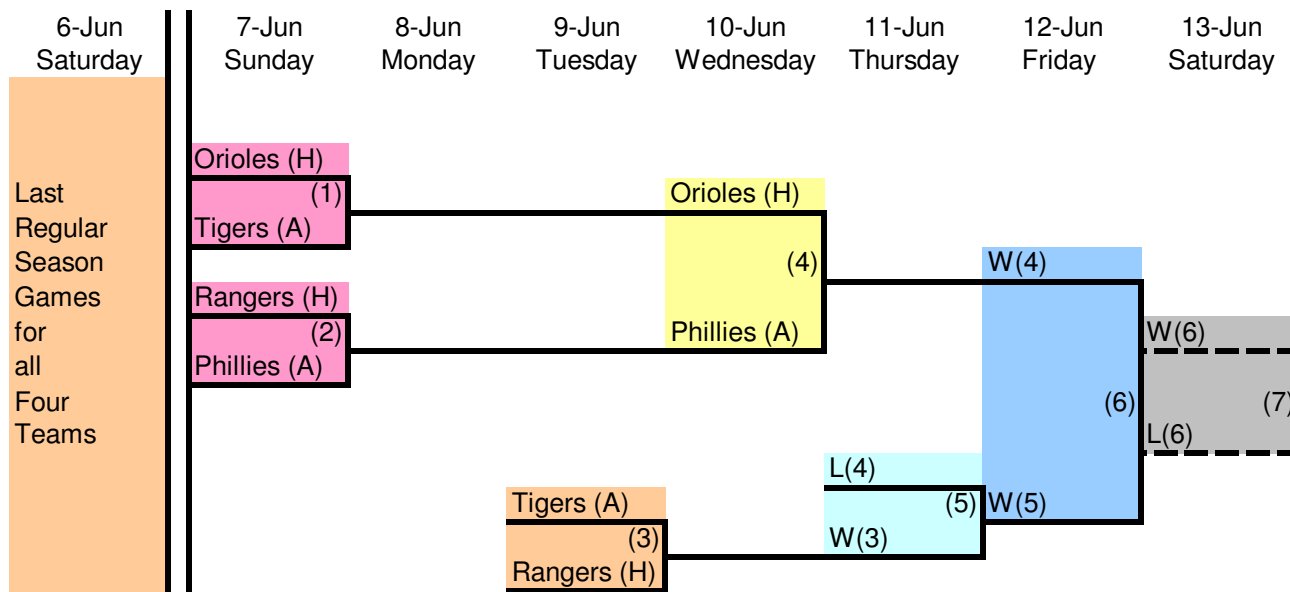 6-Jun 7-Jun 8-Jun 9-Jun 10-Jun 11-Jun 12-Jun 13-Jun
Saturday Sunday Monday Tuesday Wednesday Thursday Friday Saturday
Orioles (H)
Last (1) Orioles (H)
Regular Tigers (A)
Season (4) W(4)
Games Rangers (H)
for (2) Phillies (A) W(6)
all Phillies (A)
Four (6) (7)
Teams L(6)
L(4)
Tigers (A) (5) W(5)
(3) W(3)
Rangers (H)